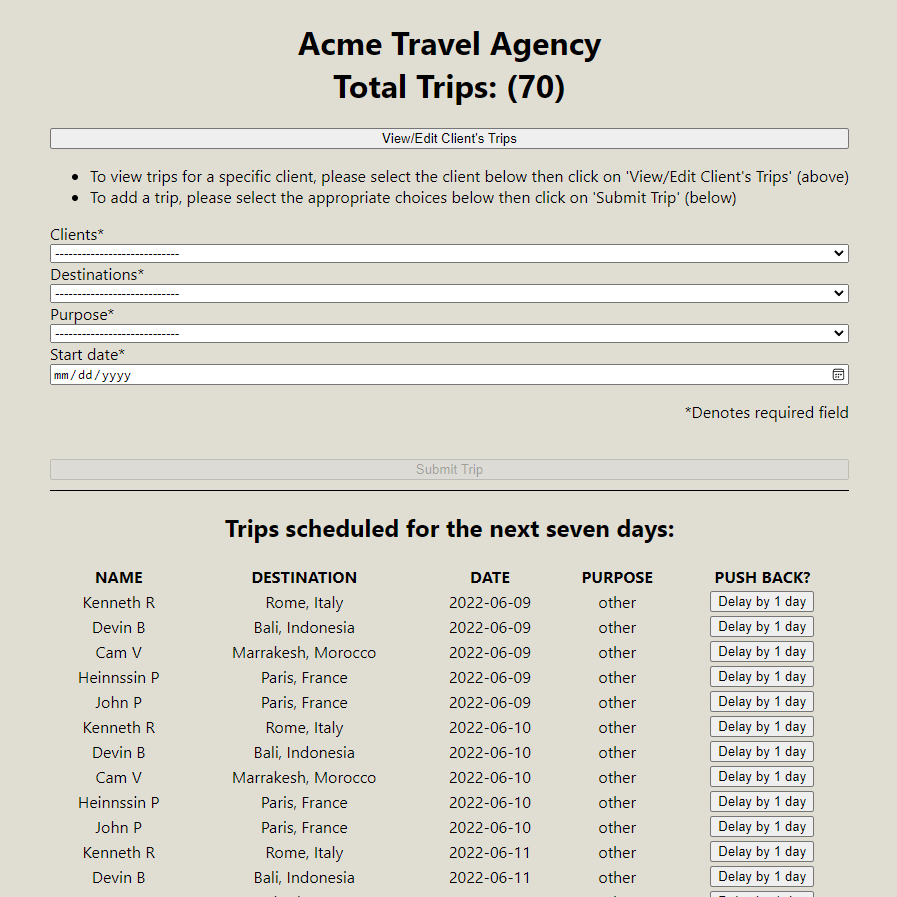 Acme Travel Agency
Total Trips: (70)
View/Edit Client's Trips
• To view trips for a specific client, please select the client below then click on 'View/Edit Client's Trips' (above)
• To add a trip, please select the appropriate choices below then click on 'Submit Trip' (below)
Clients*
----------------------------
Destinations*
----------------------------
Purpose*
----------------------------
Start date*
mm/dd/yyyy
*Denotes required field
Submit Trip
Trips scheduled for the next seven days:
NAME DESTINATION DATE PURPOSE PUSH BACK?
Kenneth R Rome, Italy 2022-06-09 other Delay by 1 day
Devin B Bali, Indonesia 2022-06-09 other Delay by 1 day
Cam V Marrakesh, Morocco 2022-06-09 other Delay by 1 day
Heinnssin P Paris, France 2022-06-09 other Delay by 1 day
John P Paris, France 2022-06-09 other Delay by 1 day
Kenneth R Rome, Italy 2022-06-10 other Delay by 1 day
Devin B Bali, Indonesia 2022-06-10 other Delay by 1 day
Cam V Marrakesh, Morocco 2022-06-10 other Delay by 1 day
Heinnssin P Paris, France 2022-06-10 other Delay by 1 day
John P Paris, France 2022-06-10 other Delay by 1 day
Kenneth R Rome, Italy 2022-06-11 other Delay by 1 day
Devin B Bali, Indonesia 2022-06-11 other Delay by 1 day